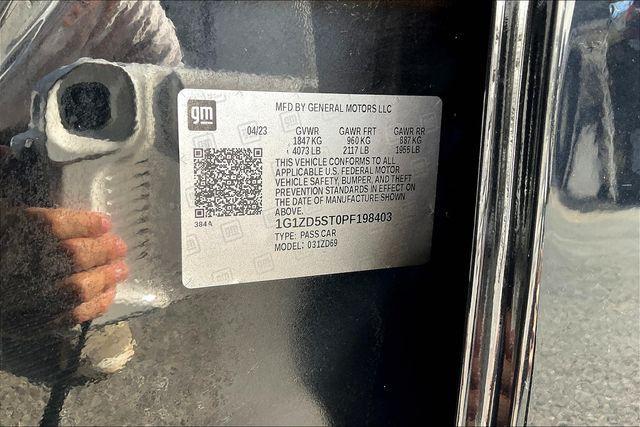 gm
MFD BY GENERAL MOTORS LLC
04/23 GVWR GAWR FRT GAWR RR
1847 KG 960 KG 887 KG
4073 LB 2117 LB 1955 LB
THIS VEHICLE CONFORMS TO ALL
APPLICABLE U.S. FEDERAL MOTOR
VEHICLE SAFETY, BUMPER, AND THEFT
PREVENTION STANDARDS IN EFFECT ON
THE DATE OF MANUFACTURE SHOWN
ABOVE.
384A
1G1ZD5ST0PF198403
TYPE: PASS CAR
MODEL: 031ZD69